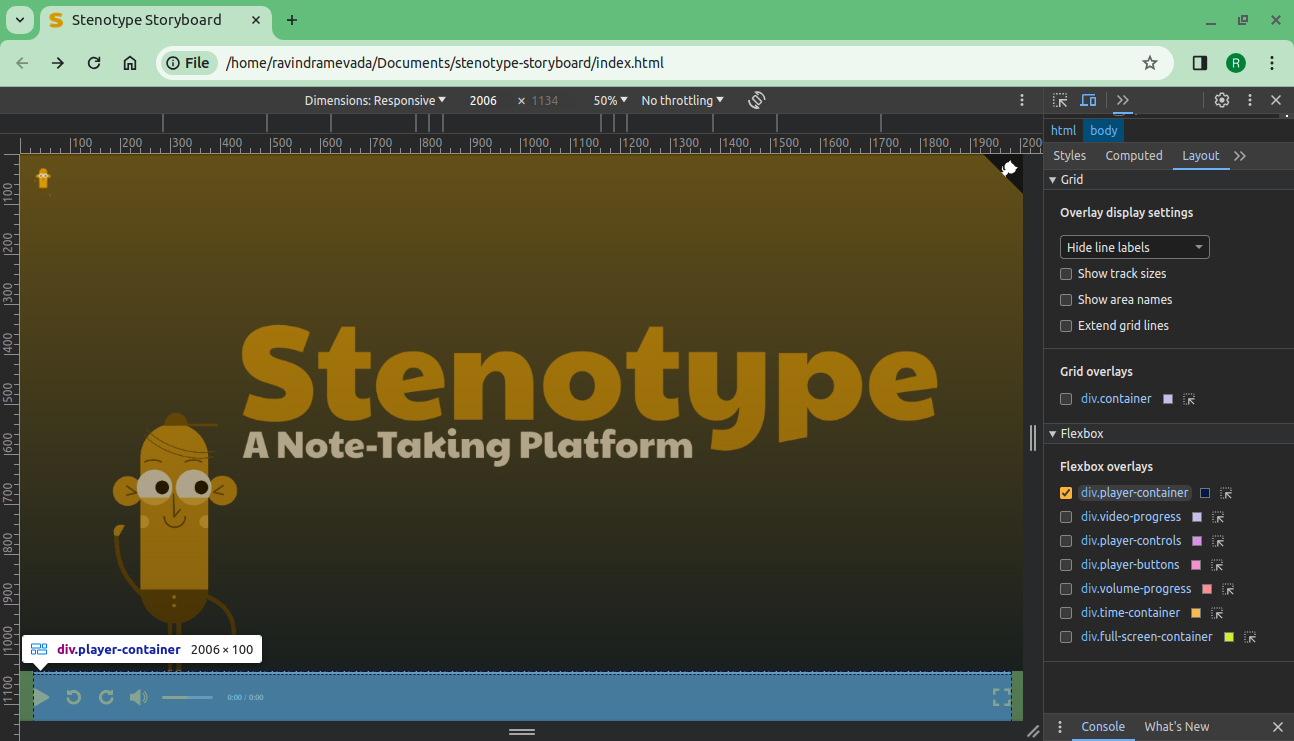 Stenotype Storyboard
File
/home/ravindramevada/Documents/stenotype-storyboard/index.html
R
Dimensions: Responsive 2006 × 1134 50% No throttling
html body
100 200 300 400 500 600 700 800 900 1000 1100 1200 1300 1400 1500 1600 1700 1800 1900 200
Styles Computed Layout
Grid
Overlay display settings
Hide line labels
Show track sizes
Show area names
Extend grid lines
Grid overlays
div.container
Flexbox
Flexbox overlays
div.player-container
div.video-progress
div.player-controls
div.player-buttons
div.volume-progress
div.time-container
div.full-screen-container
Console What's New
100
200
300
400
500
600
700
800
900
1000
1100
Stenotype
A Note-Taking Platform
div.player-container 2006 × 100
0:00 / 0:00